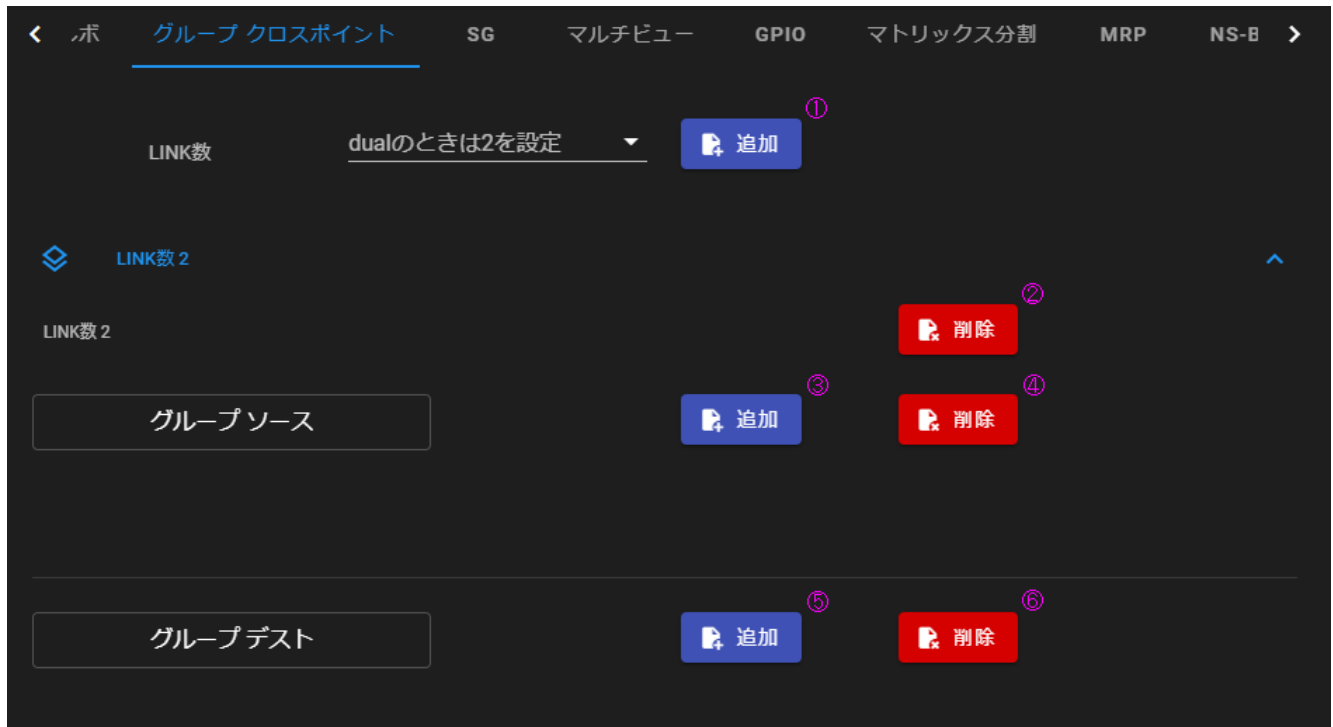 グループ クロスポイント SG マルチビュー GPIO マトリックス分割 MRP NS-B
①
LINK数 dualのときは2を設定 追加
LINK数 2
②
LINK数 2 削除
③ ④
グループ ソース 追加 削除
⑤ ⑥
グループ デスト 追加 削除